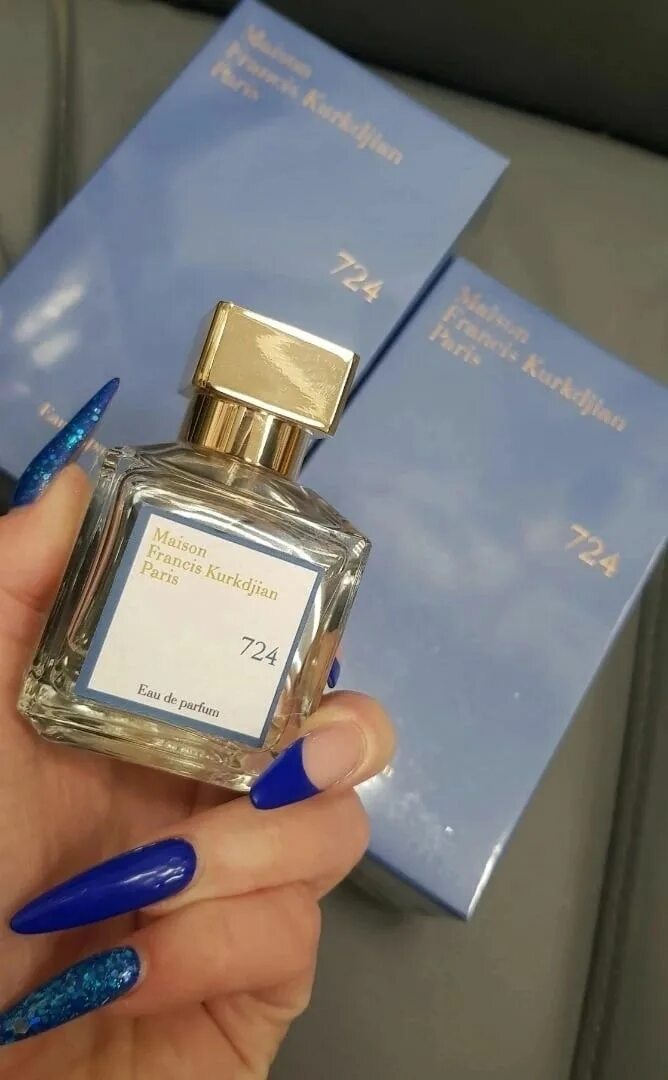 Maison
Francis Kurkdjian
Paris
724
Maison
Francis Kurkdjian
Paris
724
Maison
Francis Kurkdjian
Paris
724
Eau de parfum